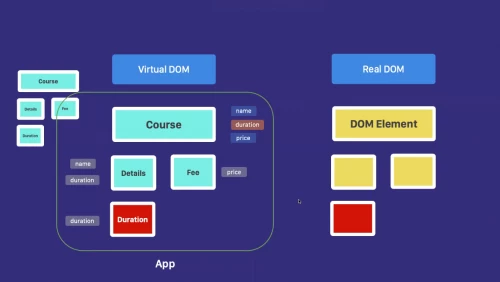 Virtual DOM
Real DOM
Course
Details
Fee
Duration
Course
name
duration
price
DOM Element
name
duration
Details
Fee
price
duration
Duration
App